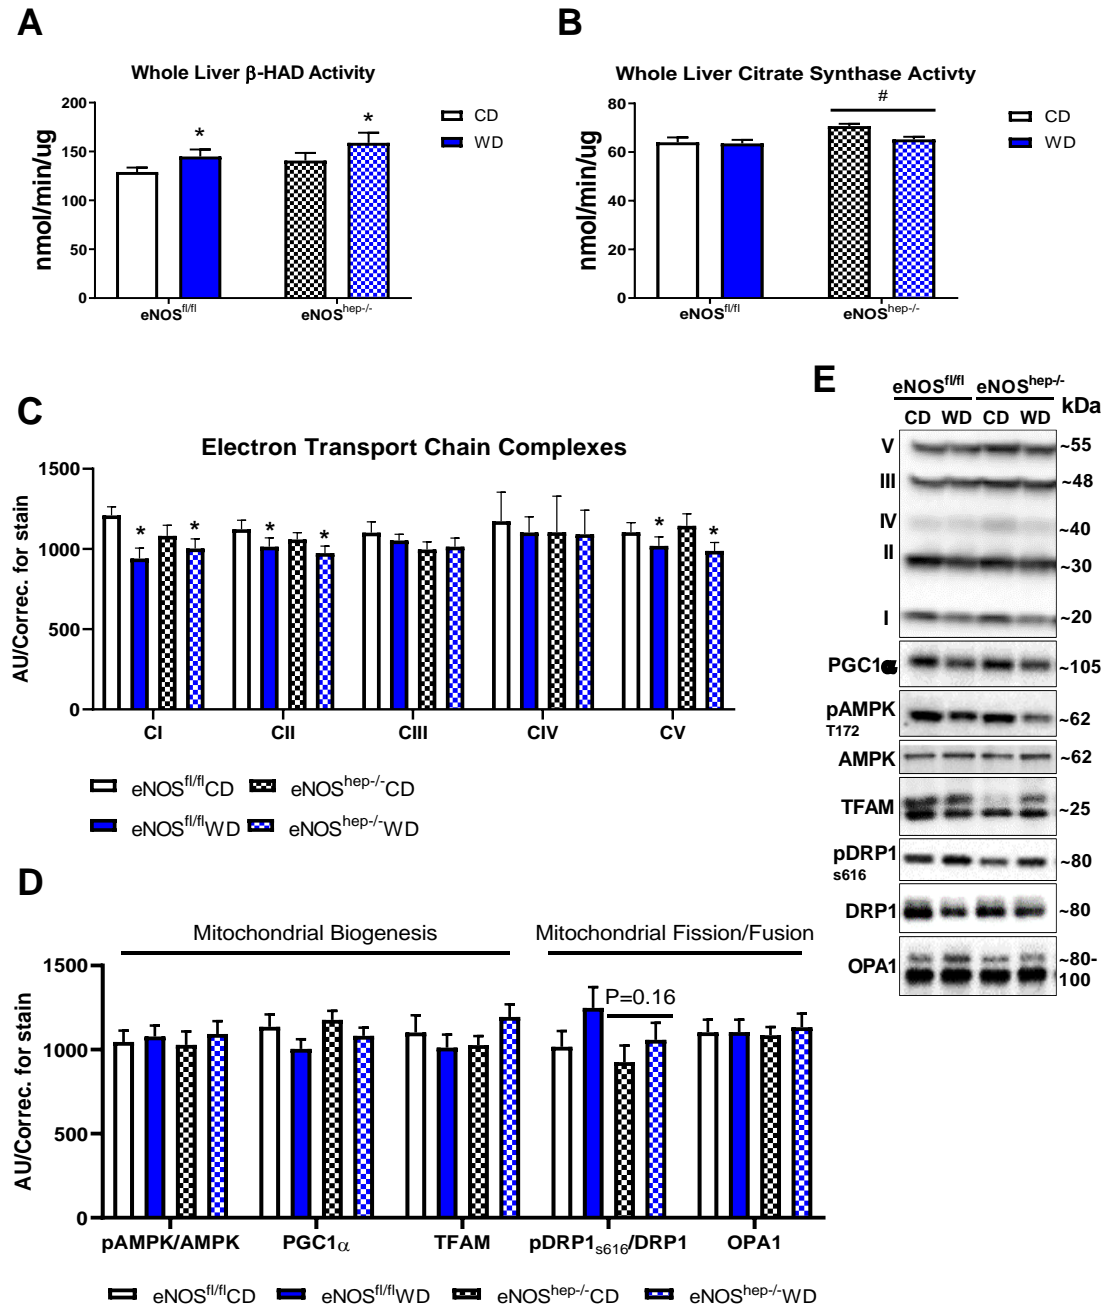 A
Whole Liver β-HAD Activity
nmol/min/ug
200
150
100
50
0
*
*
eNOSfl/fl
eNOShep-/-
CD
WD
B
Whole Liver Citrate Synthase Activty
nmol/min/ug
80
60
40
20
0
#
eNOSfl/fl
eNOShep-/-
CD
WD
C
Electron Transport Chain Complexes
AU/Correc. for stain
1500
1000
500
0
* * * * * *
CI CII CIII CIV CV
eNOSfl/flCD eNOShep-/-CD
eNOSfl/flWD eNOShep-/-WD
D
Mitochondrial Biogenesis Mitochondrial Fission/Fusion
AU/Correc. for stain
1500
1000
500
0
P=0.16
pAMPK/AMPK PGC1α TFAM pDRP1s616/DRP1 OPA1
eNOSfl/flCD eNOSfl/flWD eNOShep-/-CD eNOShep-/-WD
E
eNOSfl/fl eNOShep-/-
kDa
CD WD CD WD
V ~55
III ~48
IV ~40
II ~30
I ~20
PGC1α ~105
pAMPK
T172
~62
AMPK ~62
TFAM ~25
pDRP1
s616
~80
DRP1 ~80
OPA1 ~80-
100